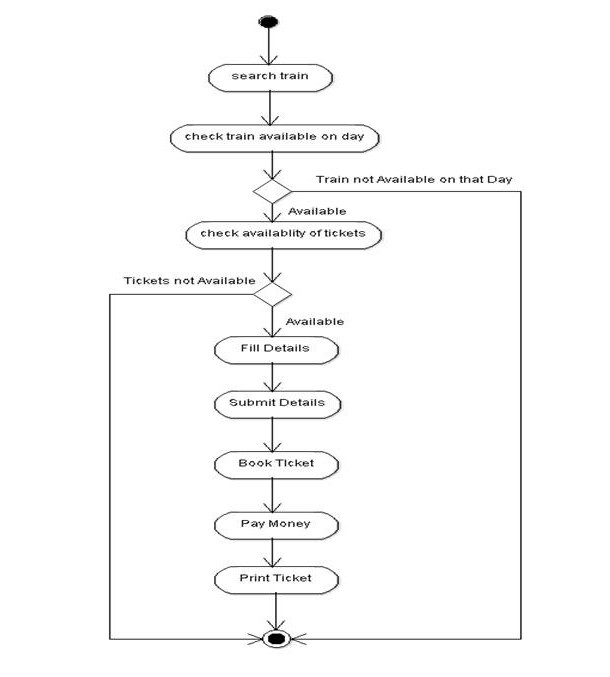 search train
check train available on day
Train not Available on that Day
Available
check availablity of tickets
Tickets not Available
Available
Fill Details
Submit Details
Book TIcket
Pay Money
Print Ticket